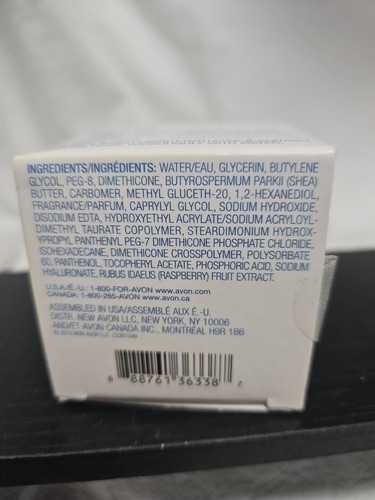 INGREDIENTS/INGRÉDIENTS: WATER/EAU, GLYCERIN, BUTYLENE
GLYCOL, PEG-8, DIMETHICONE, BUTYROSPERMUM PARKII (SHEA)
BUTTER, CARBOMER, METHYL GLUCETH-20, 1,2-HEXANEDIOL,
FRAGRANCE/PARFUM, CAPRYLYL GLYCOL, SODIUM HYDROXIDE,
DISODIUM EDTA, HYDROXYETHYL ACRYLATE/SODIUM ACRYLOYL-
DIMETHYL TAURATE COPOLYMER, STEARDIMONIUM HYDROX-
YPROPYL PANTHENYL PEG-7 DIMETHICONE PHOSPHATE CHLORIDE,
ISOHEXADECANE, DIMETHICONE CROSSPOLYMER, POLYSORBATE
60, PANTHENOL, TOCOPHERYL ACETATE, PHOSPHORIC ACID, SODIUM
HYALURONATE, RUBUS IDAEUS (RASPBERRY) FRUIT EXTRACT.
U.S.A./É.-U.: 1-800-FOR-AVON www.avon.com
CANADA: 1-800-265-AVON www.avon.ca
ASSEMBLED IN USA/ASSEMBLÉ AUX É.-U.
DISTR. NEW AVON LLC, NEW YORK, NY 10006
AND/ET AVON CANADA INC., MONTRÉAL H9R 1B6
NEW AVON LLC
88761 36338